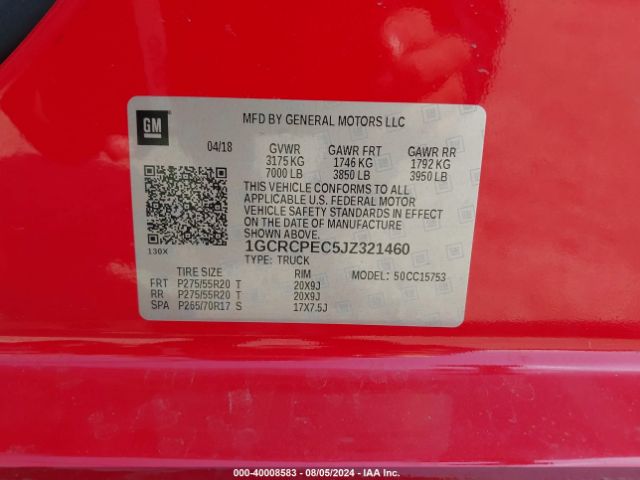 GM
MFD BY GENERAL MOTORS LLC
04/18 GVWR GAWR FRT GAWR RR
3175 KG 1746 KG 1792 KG
7000 LB 3850 LB 3950 LB
THIS VEHICLE CONFORMS TO ALL
APPLICABLE U.S. FEDERAL MOTOR
VEHICLE SAFETY STANDARDS IN EFFECT
ON THE DATE OF MANUFACTURE
SHOWN ABOVE.
130X
1GCRCPEC5JZ321460
TYPE: TRUCK
TIRE SIZE RIM MODEL: 50CC15753
FRT P275/55R20 T 20X9J
RR P275/55R20 T 20X9J
SPA P265/70R17 S 17X7.5J
000-40008583 - 08/05/2024 - IAA Inc.